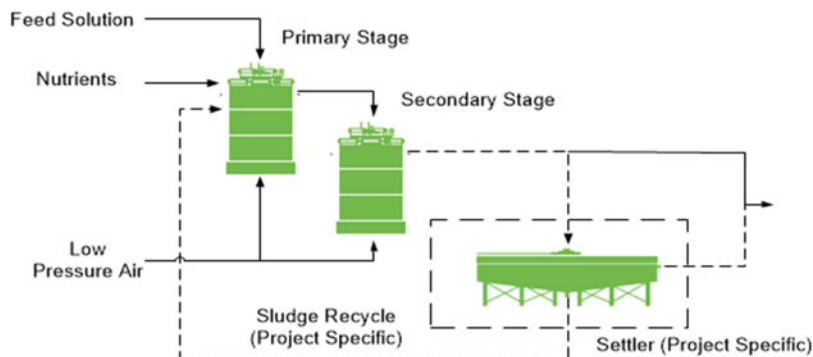 Feed Solution
Primary Stage
Nutrients
Secondary Stage
Low
Pressure Air
Sludge Recycle
(Project Specific)
Settler (Project Specific)